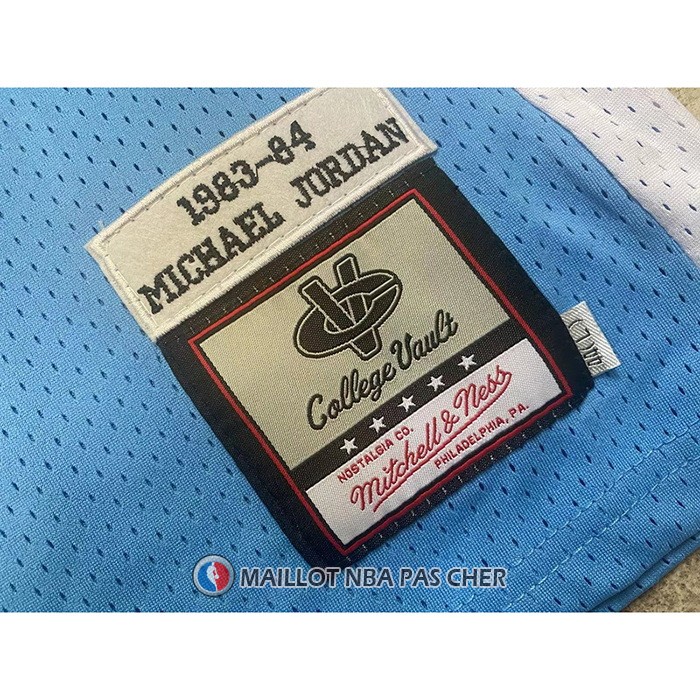 1983-84
MICHAEL JORDAN
College Vault
NOSTALGIA CO.
Mitchell & Ness
PHILADELPHIA, PA.
MAILLOT NBA PAS CHER